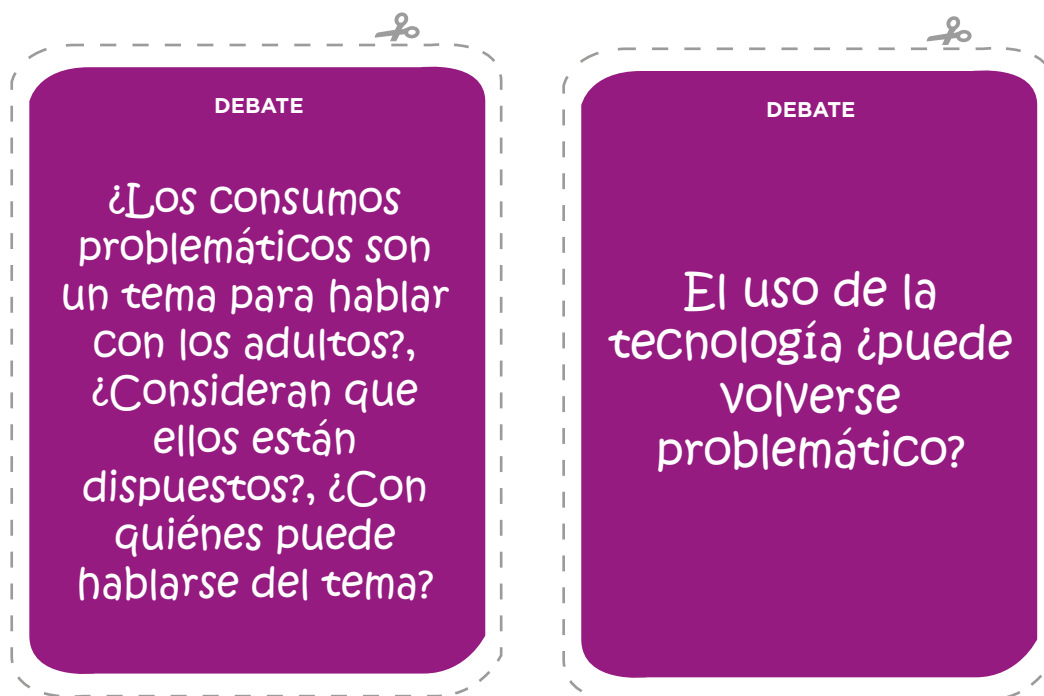 DEBATE
¿Los consumos
problemáticos son
un tema para hablar
con los adultos?,
¿Consideran que
ellos están
dispuestos?, ¿Con
quiénes puede
hablarse del tema?
DEBATE
El uso de la
tecnología ¿puede
volverse
problemático?